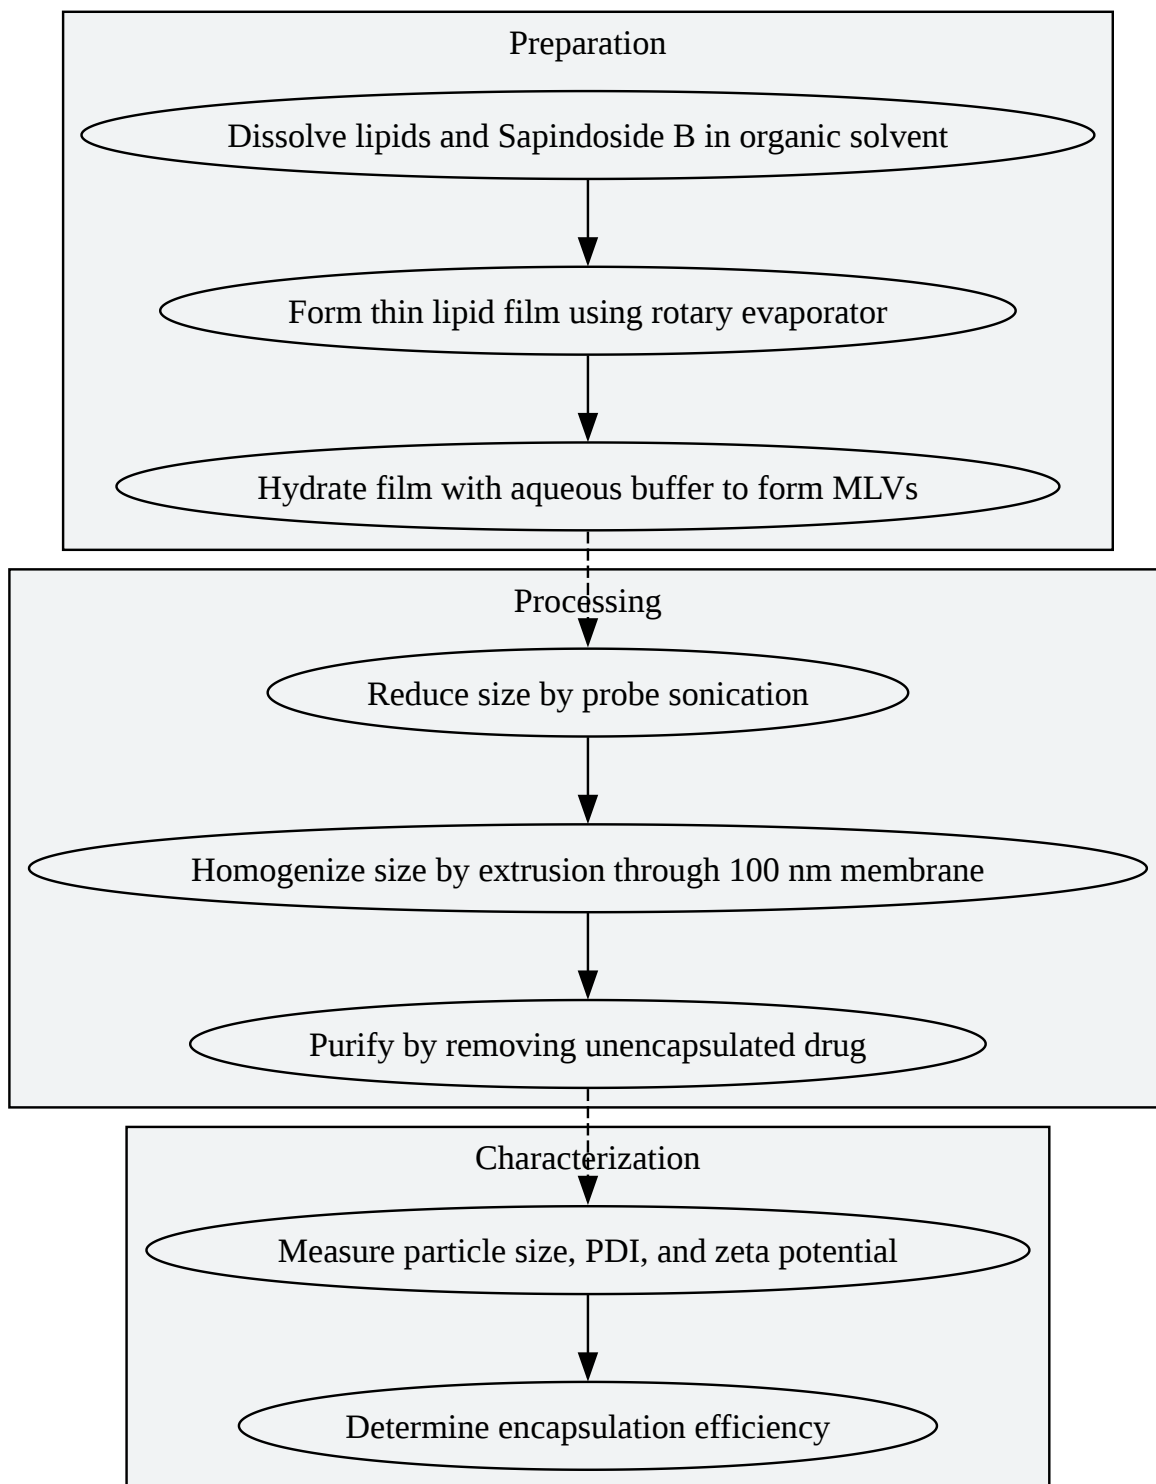 Preparation
Dissolve lipids and Sapindoside B in organic solvent
Form thin lipid film using rotary evaporator
Hydrate film with aqueous buffer to form MLVs
Processing
Reduce size by probe sonication
Homogenize size by extrusion through 100 nm membrane
Purify by removing unencapsulated drug
Characterization
Measure particle size, PDI, and zeta potential
Determine encapsulation efficiency